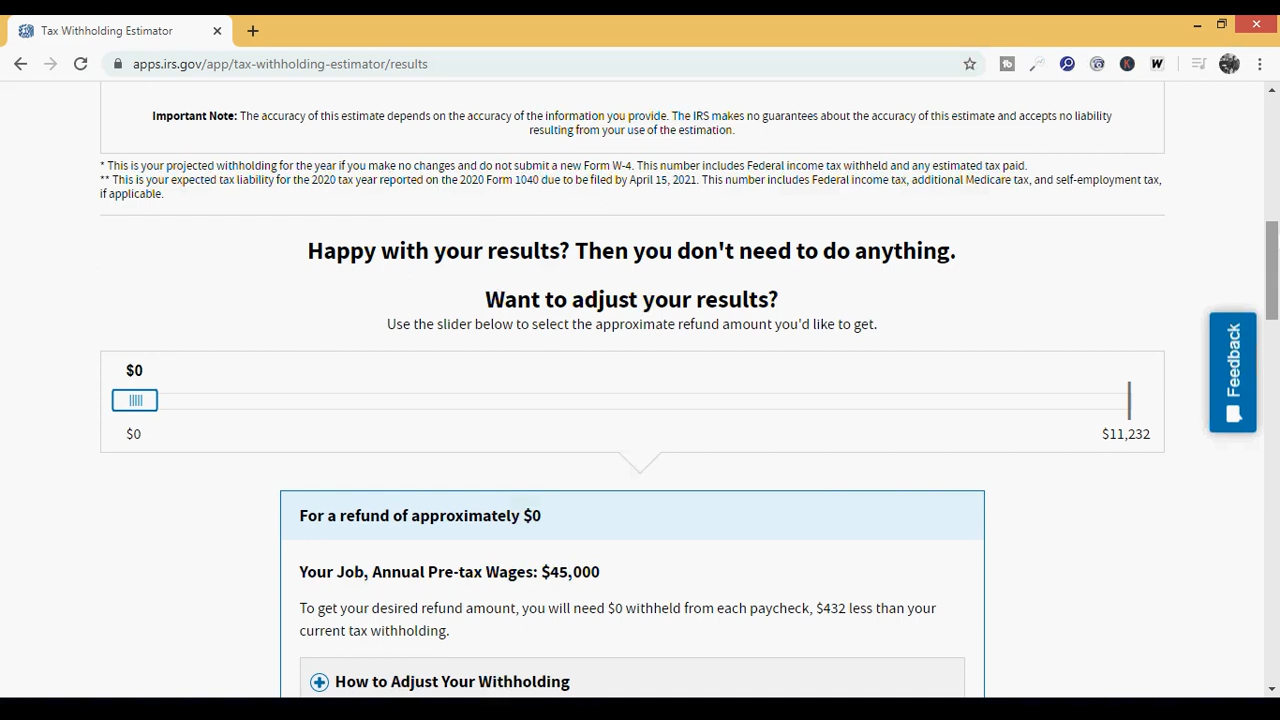 Tax Withholding Estimator
apps.irs.gov/app/tax-withholding-estimator/results
Important Note: The accuracy of this estimate depends on the accuracy of the information you provide. The IRS makes no guarantees about the accuracy of this estimate and accepts no liability
resulting from your use of the estimation.
* This is your projected withholding for the year if you make no changes and do not submit a new Form W-4. This number includes Federal income tax withheld and any estimated tax paid.
** This is your expected tax liability for the 2020 tax year reported on the 2020 Form 1040 due to be filed by April 15, 2021. This number includes Federal income tax, additional Medicare tax, and self-employment tax,
if applicable.
Happy with your results? Then you don't need to do anything.
Want to adjust your results?
Use the slider below to select the approximate refund amount you'd like to get.
$0
$0
$11,232
Feedback
For a refund of approximately $0
Your Job, Annual Pre-tax Wages: $45,000
To get your desired refund amount, you will need $0 withheld from each paycheck, $432 less than your
current tax withholding.
How to Adjust Your Withholding